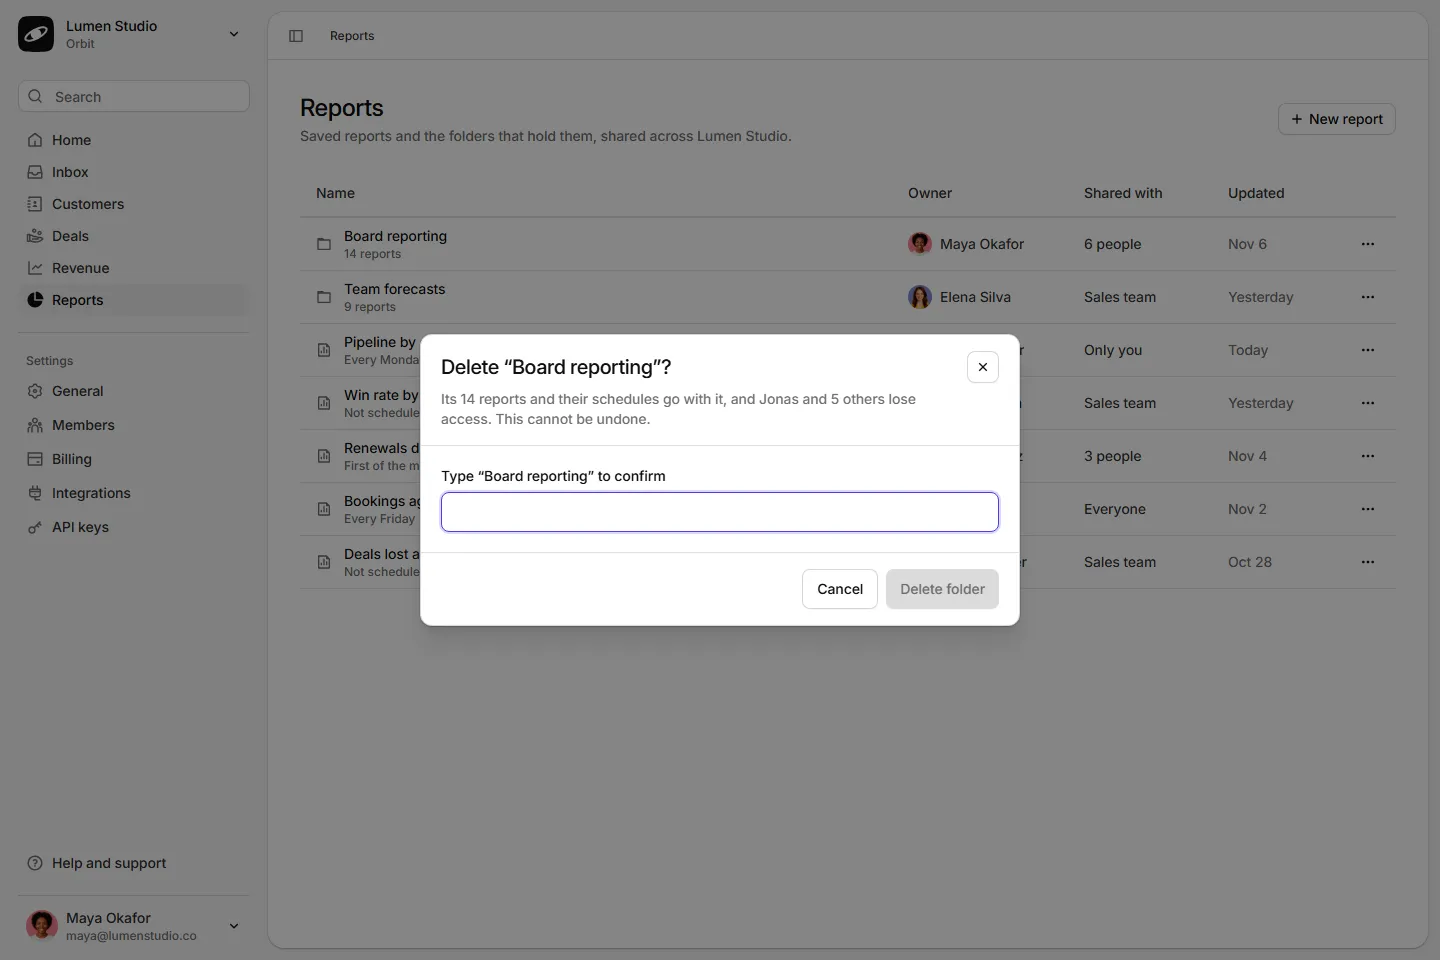 Lumen Studio
Orbit
Search
Home
Inbox
Customers
Deals
Revenue
Reports
Settings
General
Members
Billing
Integrations
API keys
Help and support
Maya Okafor
maya@lumenstudio.co
Reports
Reports
Saved reports and the folders that hold them, shared across Lumen Studio.
+ New report
Name Owner Shared with Updated
Board reporting
14 reports
Maya Okafor 6 people Nov 6
Team forecasts
9 reports
Elena Silva Sales team Yesterday
Pipeline by
Only you Today
Win rate by
Sales team Yesterday
Renewals
First of the
3 people Nov 4
Bookings
Every Friday
Everyone Nov 2
Deals lost
Sales team Oct 28
Delete “Board reporting”?
Its 14 reports and their schedules go with it, and Jonas and 5 others lose
access. This cannot be undone.
Type “Board reporting” to confirm
Cancel
Delete folder